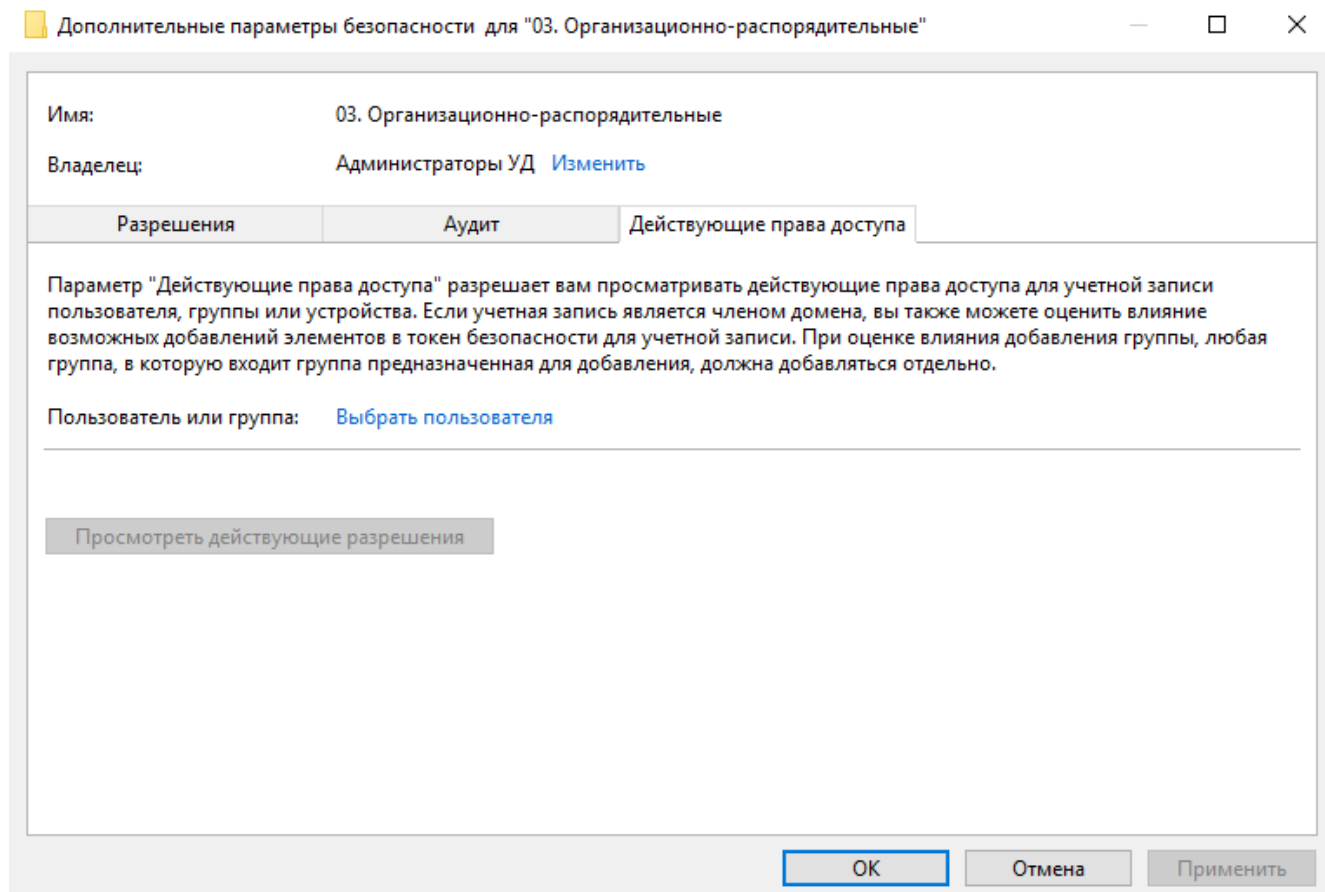 Дополнительные параметры безопасности для "03. Организационно-распорядительные"
Имя: 03. Организационно-распорядительные
Владелец: Администраторы УД Изменить
Разрешения Аудит Действующие права доступа
Параметр "Действующие права доступа" разрешает вам просматривать действующие права доступа для учетной записи
пользователя, группы или устройства. Если учетная запись является членом домена, вы также можете оценить влияние
возможных добавлений элементов в токен безопасности для учетной записи. При оценке влияния добавления группы, любая
группа, в которую входит группа предназначенная для добавления, должна добавляться отдельно.
Пользователь или группа: Выбрать пользователя
Просмотреть действующие разрешения
ОК Отмена Применить